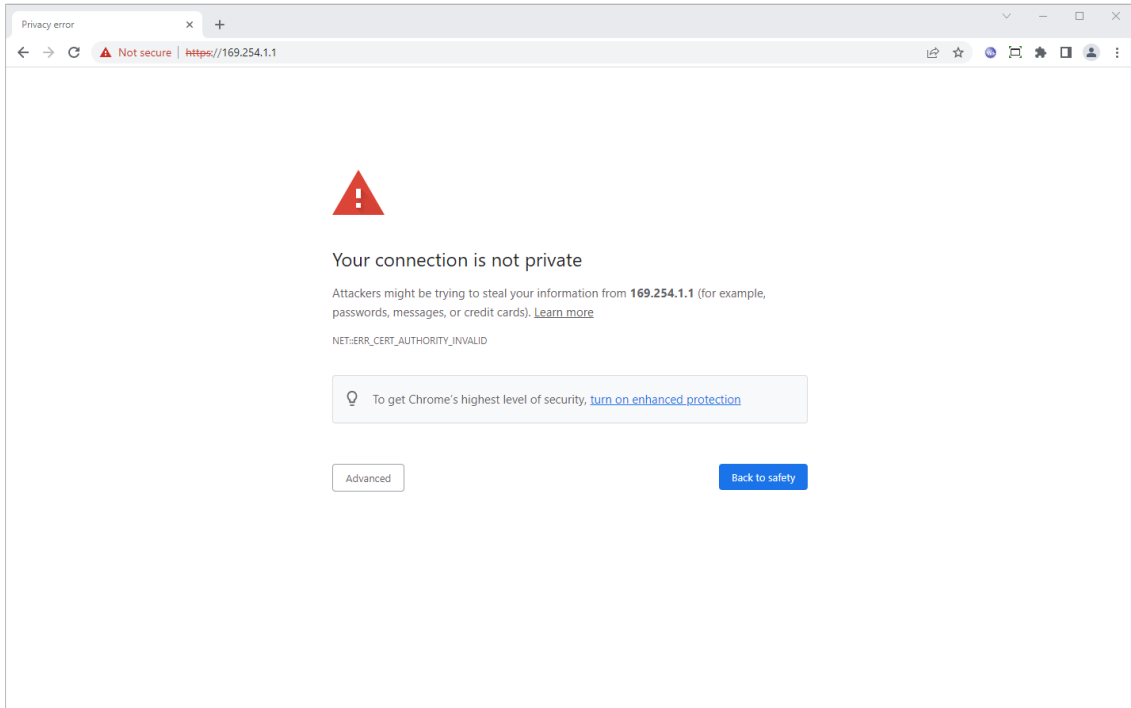 Privacy error
Not secure | https://169.254.1.1
Your connection is not private
Attackers might be trying to steal your information from 169.254.1.1 (for example,
passwords, messages, or credit cards). Learn more
NET::ERR_CERT_AUTHORITY_INVALID
To get Chrome's highest level of security, turn on enhanced protection
Advanced
Back to safety